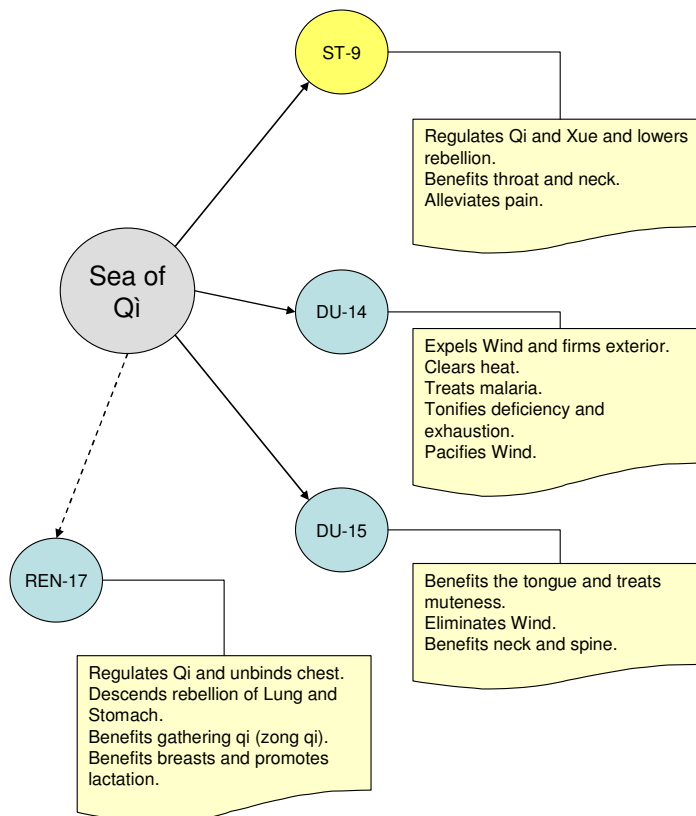 ST-9
Regulates Qi and Xue and lowers
rebellion.
Benefits throat and neck.
Alleviates pain.
Sea of
Qì
DU-14
Expels Wind and firms exterior.
Clears heat.
Treats malaria.
Tonifies deficiency and
exhaustion.
Pacifies Wind.
DU-15
Benefits the tongue and treats
muteness.
Eliminates Wind.
Benefits neck and spine.
REN-17
Regulates Qi and unbinds chest.
Descends rebellion of Lung and
Stomach.
Benefits gathering qi (zong qi).
Benefits breasts and promotes
lactation.